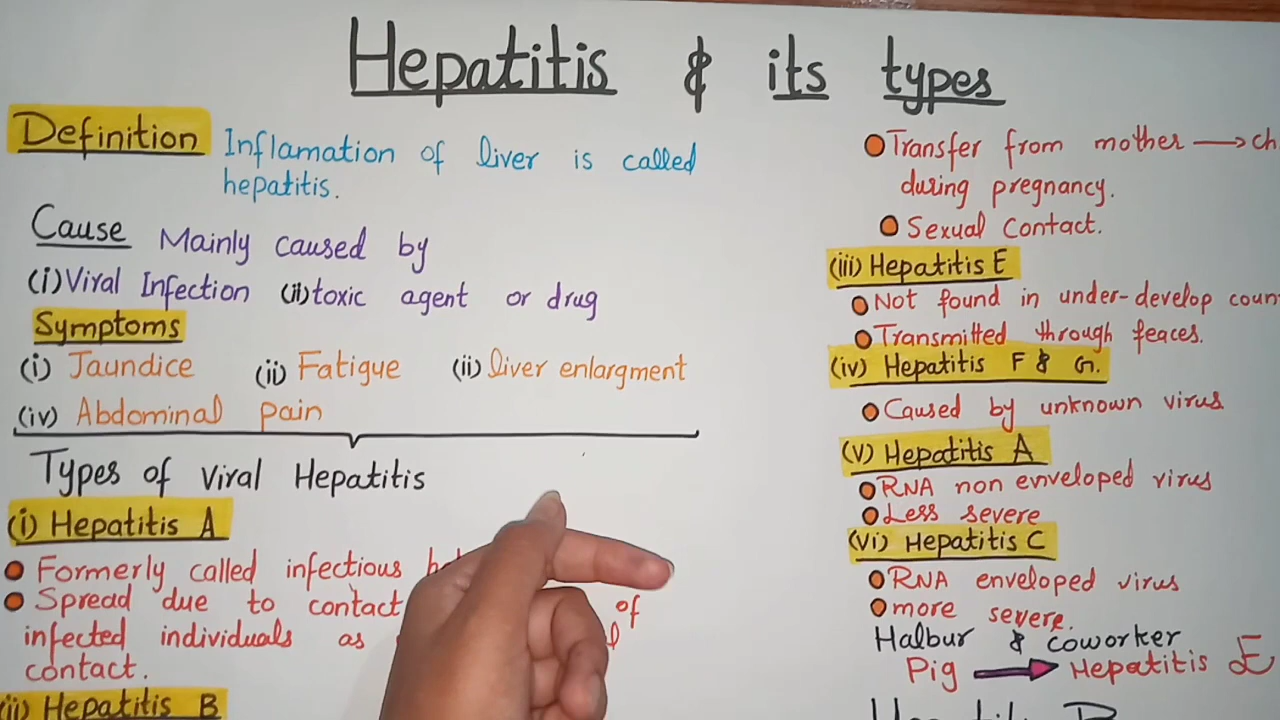 Hepatitis & its types
Definition Inflamation of liver is called
hepatitis.
Cause Mainly caused by
(i) Viral Infection (ii) toxic agent or drug
Symptoms
(i) Jaundice (ii) Fatigue (ii) liver enlargment
(iv) Abdominal pain
Types of Viral Hepatitis
(i) Hepatitis A
Formerly called infectious
Spread due to contact of
infected individuals as
contact.
(ii) Hepatitis B
Transfer from mother → ch
during pregnancy.
Sexual Contact.
(iii) Hepatitis E
Not found in under-develop coun
Transmitted through feaces.
(iv) Hepatitis F & G.
Caused by unknown virus
(v) Hepatitis A
RNA non enveloped virus
Less severe
(vi) Hepatitis C
RNA enveloped virus
more severe.
Halbur & coworker
Pig → Hepatitis E